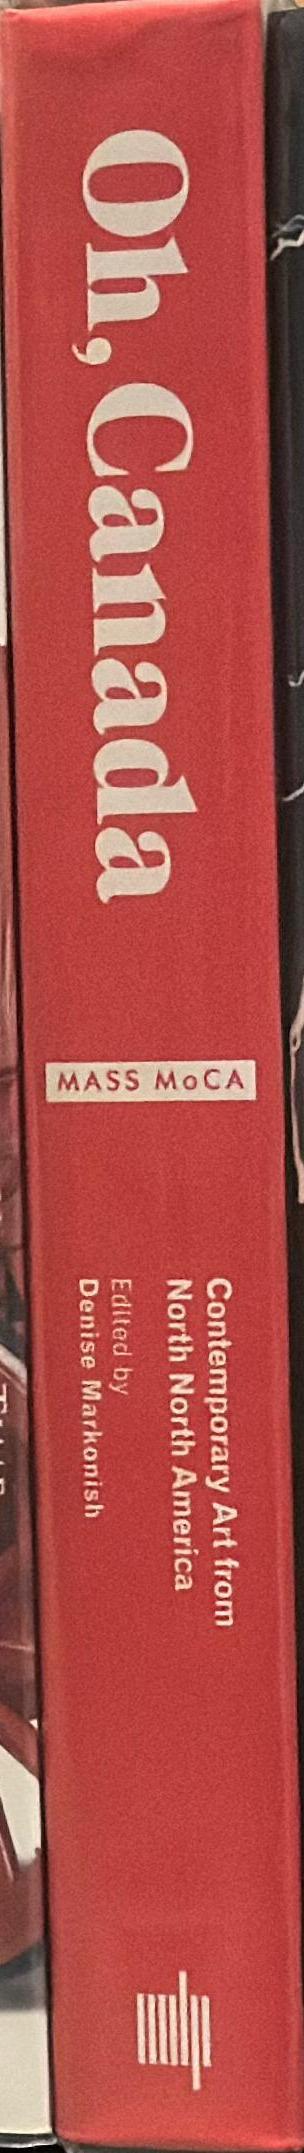 Oh, Canada
MASS MoCA
Contemporary Art from
North North America
Edited by
Denise Markonish